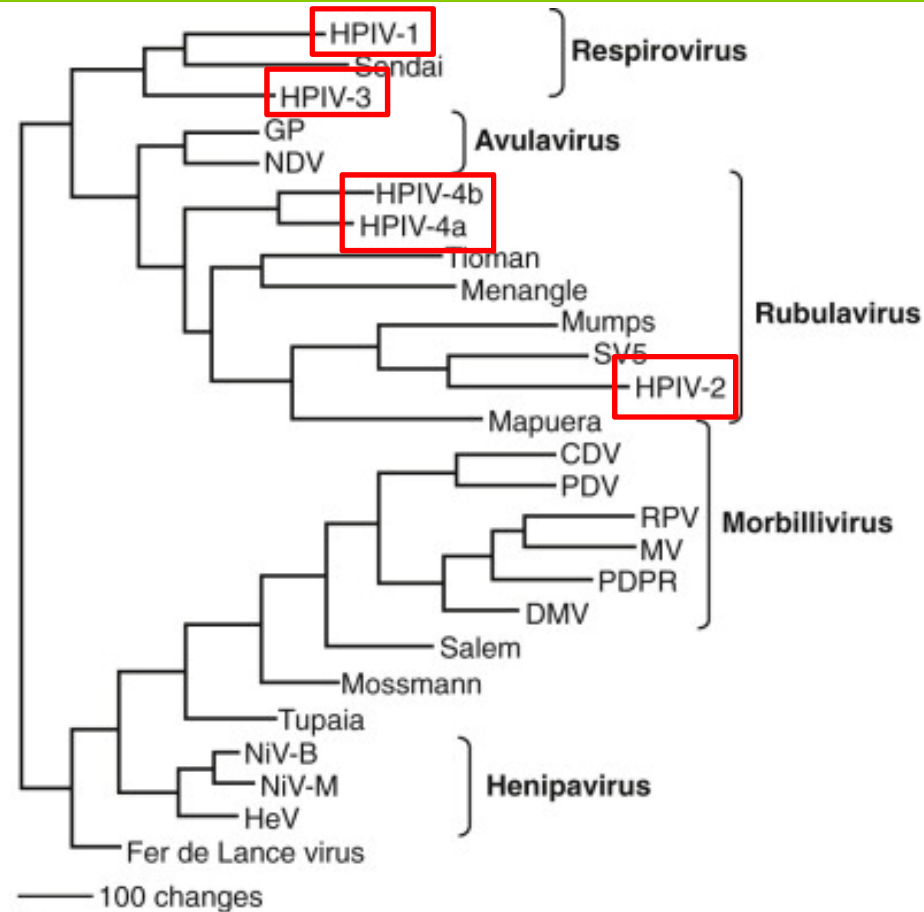 HPIV-1
Respirovirus
Sendai
HPIV-3
GP
Avulavirus
NDV
HPIV-4b
HPIV-4a
Tioman
Menangle
Rubulavirus
Mumps
SV5
HPIV-2
Mapuera
CDV
PDV
RPV
Morbillivirus
MV
PDPR
DMV
Salem
Mossmann
Tupaia
NiV-B
NiV-M
Henipavirus
HeV
Fer de Lance virus
100 changes